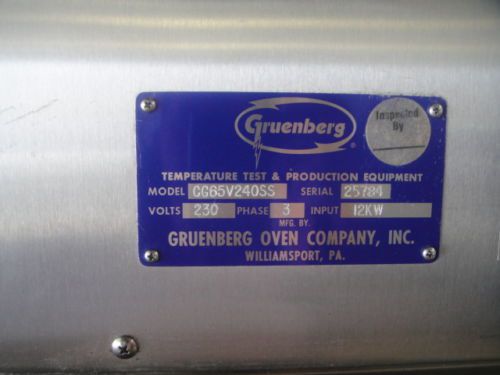 Gruenberg
®
Inspected
By
TEMPERATURE TEST & PRODUCTION EQUIPMENT
MODEL CG65V240SS SERIAL 25784
VOLTS 230 PHASE 3 INPUT 12KW
MFG. BY
GRUENBERG OVEN COMPANY, INC.
WILLIAMSPORT, PA.